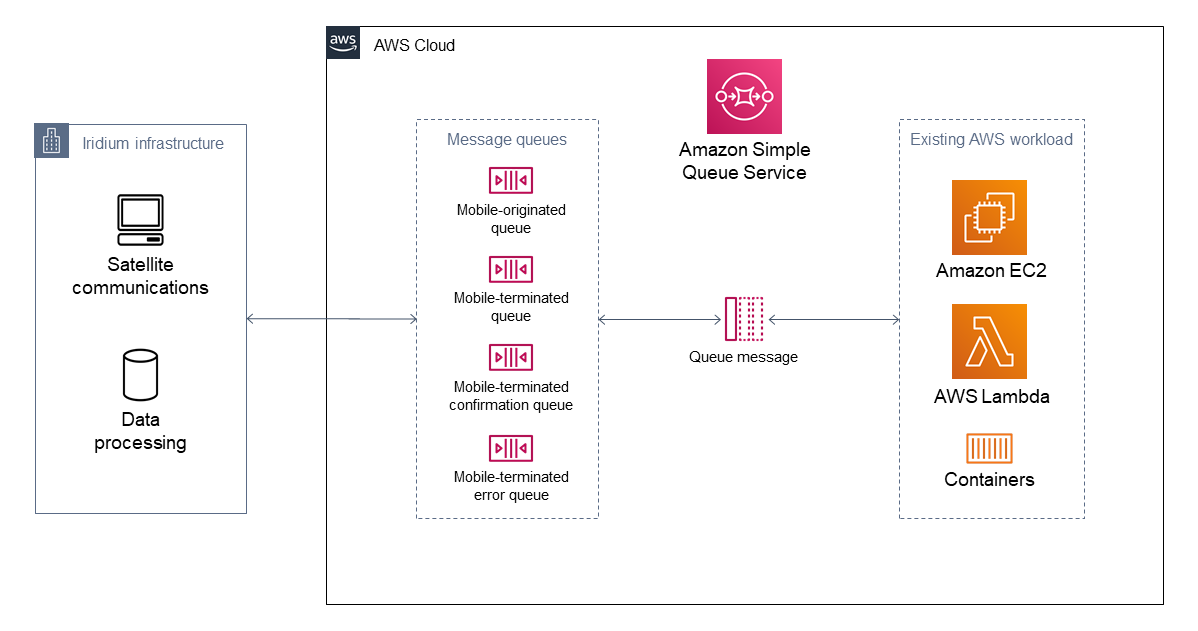 aws
AWS Cloud
Iridium infrastructure
Satellite
communications
Data
processing
Message queues
Mobile-originated
queue
Mobile-terminated
queue
Mobile-terminated
confirmation queue
Mobile-terminated
error queue
Amazon Simple
Queue Service
Queue message
Existing AWS workload
Amazon EC2
AWS Lambda
Containers